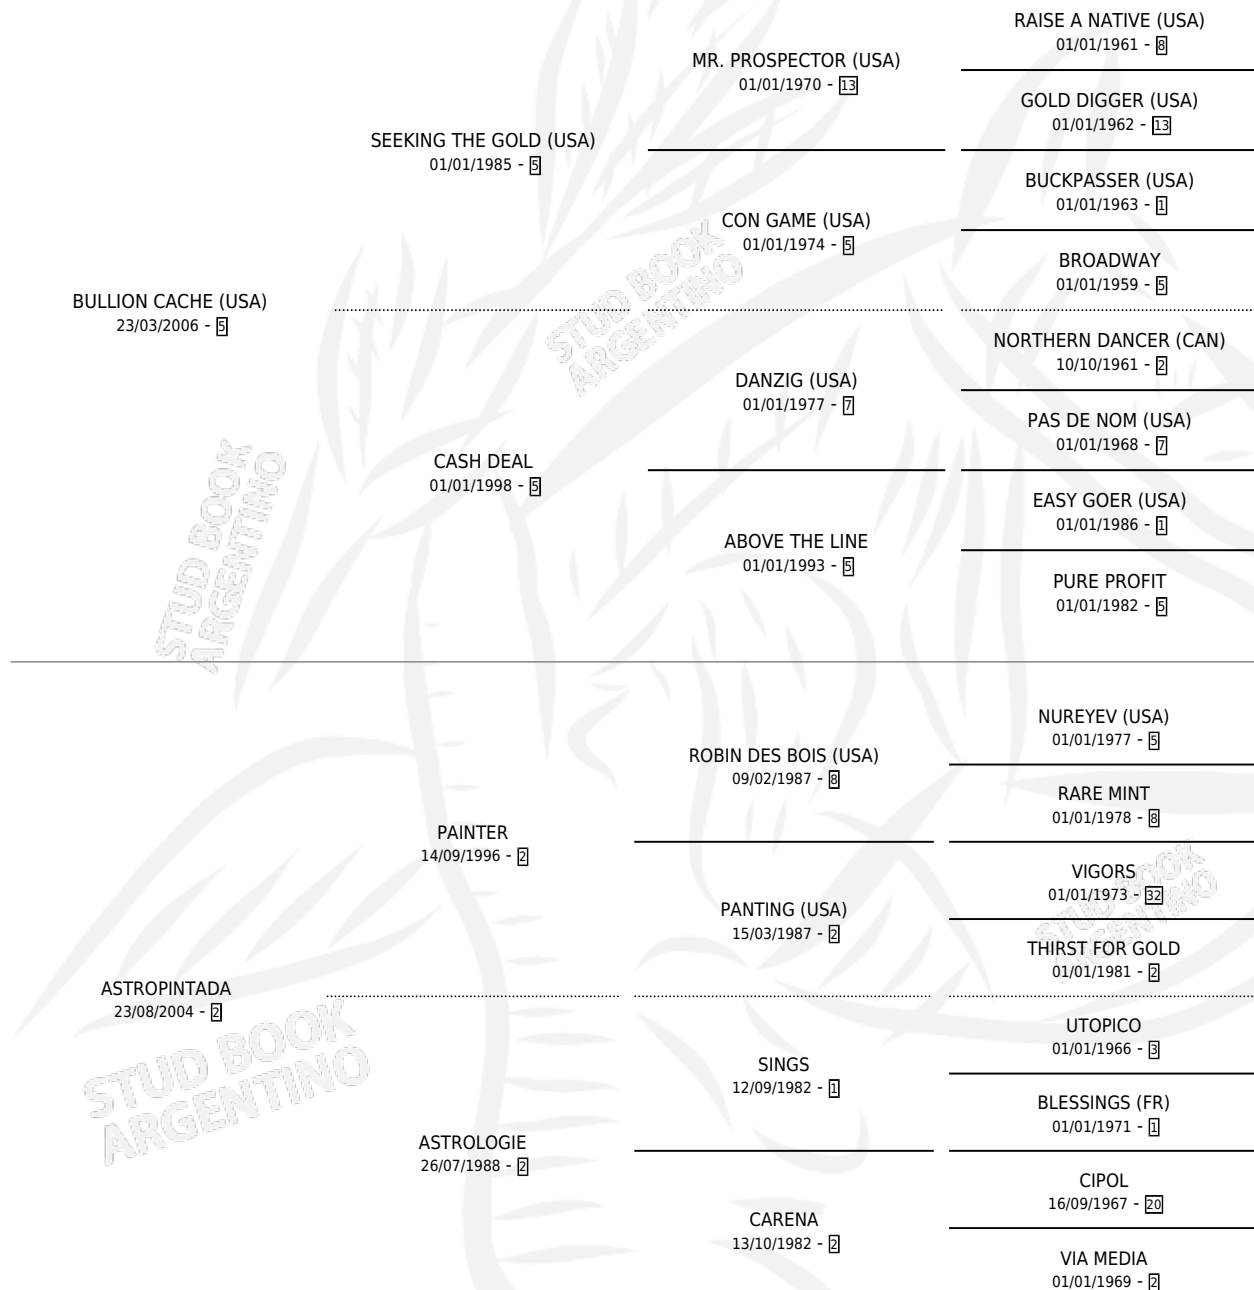 RAISE A NATIVE (USA)
01/01/1961 - 8
MR. PROSPECTOR (USA)
01/01/1970 - 13
GOLD DIGGER (USA)
01/01/1962 - 13
SEEKING THE GOLD (USA)
01/01/1985 - 5
BUCKPASSER (USA)
01/01/1963 - 1
CON GAME (USA)
01/01/1974 - 5
BROADWAY
01/01/1959 - 5
BULLION CACHE (USA)
23/03/2006 - 5
NORTHERN DANCER (CAN)
10/10/1961 - 2
DANZIG (USA)
01/01/1977 - 7
PAS DE NOM (USA)
01/01/1968 - 7
CASH DEAL
01/01/1998 - 5
EASY GOER (USA)
01/01/1986 - 1
ABOVE THE LINE
01/01/1993 - 5
PURE PROFIT
01/01/1982 - 5
NUREYEV (USA)
01/01/1977 - 5
ROBIN DES BOIS (USA)
09/02/1987 - 8
RARE MINT
01/01/1978 - 8
PAINTER
14/09/1996 - 2
VIGORS
01/01/1973 - 32
PANTING (USA)
15/03/1987 - 2
THIRST FOR GOLD
01/01/1981 - 2
ASTROPINTADA
23/08/2004 - 2
UTOPICO
01/01/1966 - 3
SINGS
12/09/1982 - 1
BLESSINGS (FR)
01/01/1971 - 1
ASTROLOGIE
26/07/1988 - 2
CIPOL
16/09/1967 - 20
CARENA
13/10/1982 - 2
VIA MEDIA
01/01/1969 - 2
STUD BOOK
ARGENTINO
STUD BOOK
ARGENTINO
STUD BOOK
ARGENTINO
STUD BOOK
ARGENTINO